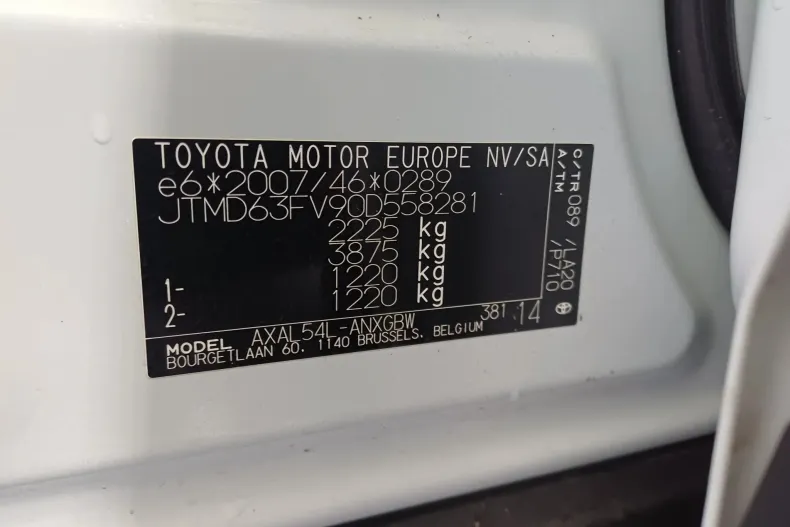 TOYOTA MOTOR EUROPE NV/SA
e6*2007/46*0289
JTMD63FV90D558281
2225 kg
3875 kg
1- 1220 kg
2- 1220 kg
381 14
MODEL AXAL54L-ANXGBW
BOURGETLAAN 60, 1140 BRUSSELS, BELGIUM
C/TR 089 /LA20
A/TM /P710